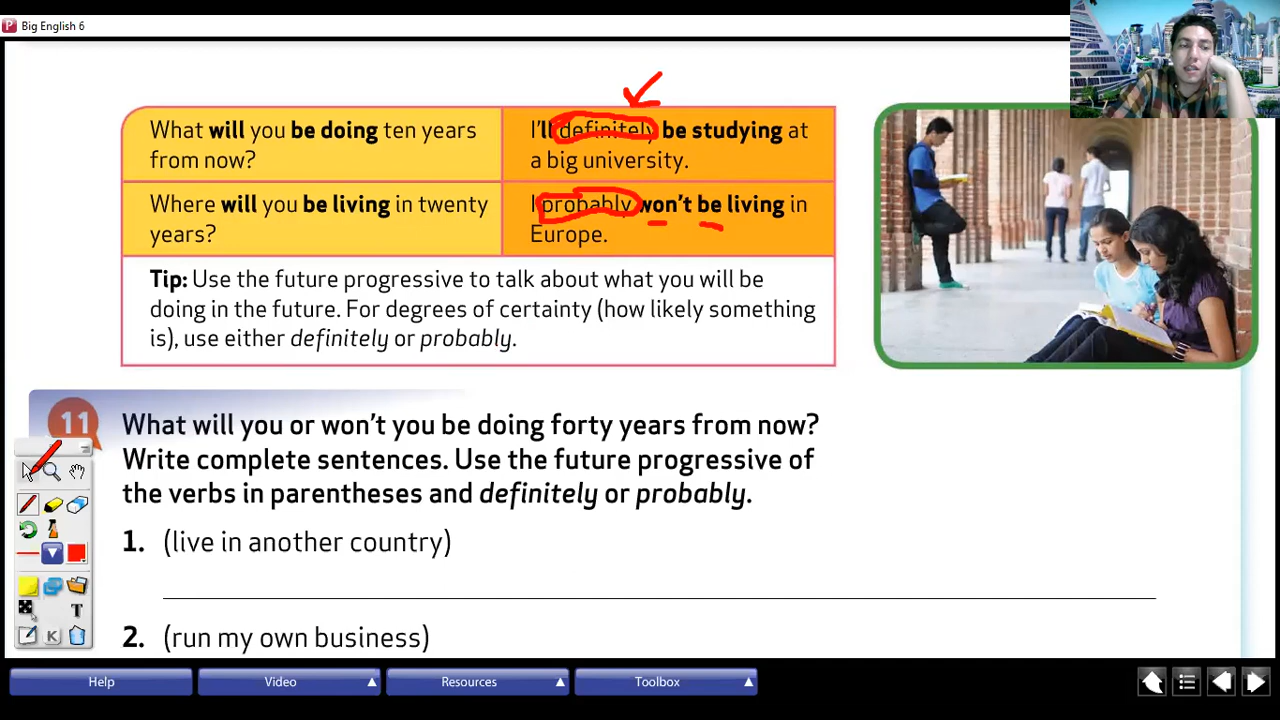 Big English 6
What will you be doing ten years
from now?
I'll definitely be studying at
a big university.
Where will you be living in twenty
years?
I probably won't be living in
Europe.
Tip: Use the future progressive to talk about what you will be
doing in the future. For degrees of certainty (how likely something
is), use either definitely or probably.
11
What will you or won't you be doing forty years from now?
Write complete sentences. Use the future progressive of
the verbs in parentheses and definitely or probably.
1. (live in another country)
2. (run my own business)
T
K
Help
Video
Resources
Toolbox